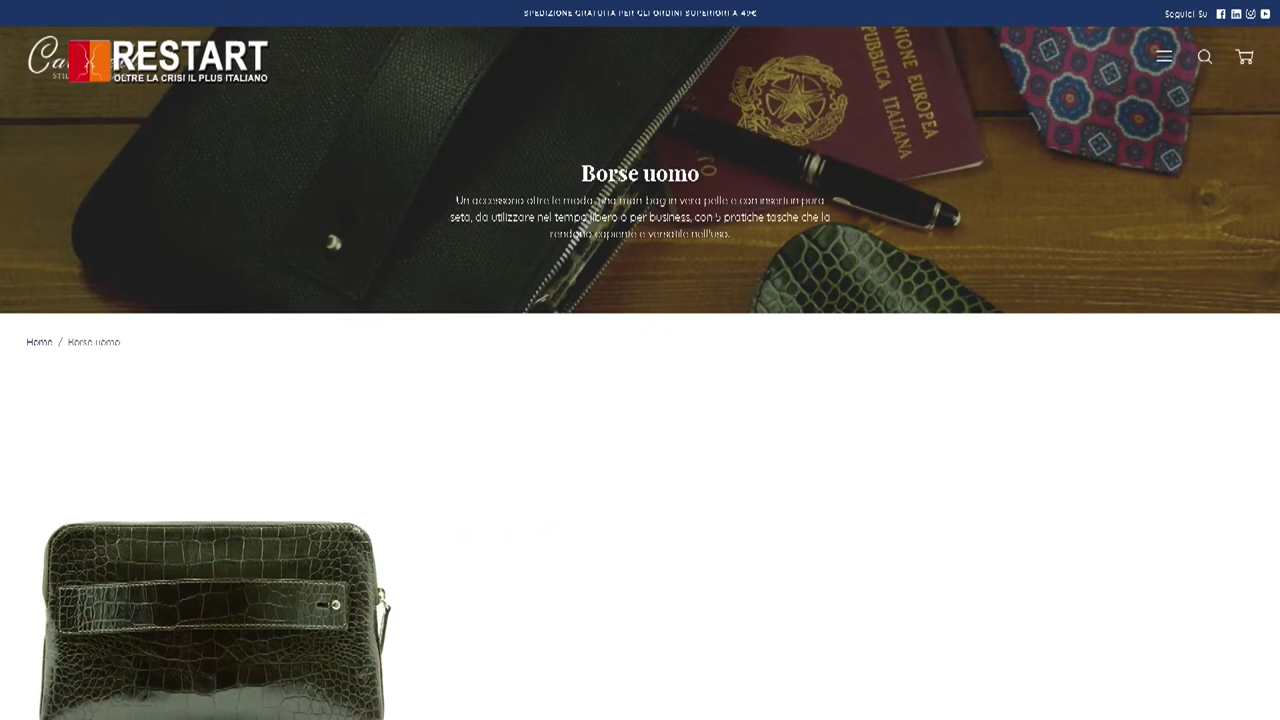 SPEDIZIONE GRATUITA PER GLI ORDINI SUPERIORI A 49€
Seguici Su
RESTART
OLTRE LA CRISI IL PLUS ITALIANO
UNIONE EUROPEA
REPUBBLICA ITALIANA
Borse uomo
Un accessorio oltre la moda, una man bag in vera pelle e con inserti in pura
seta, da utilizzare nel tempo libero o per business, con 5 pratiche tasche che la
rendono capiente e versatile nell'uso.
Home / Borse uomo